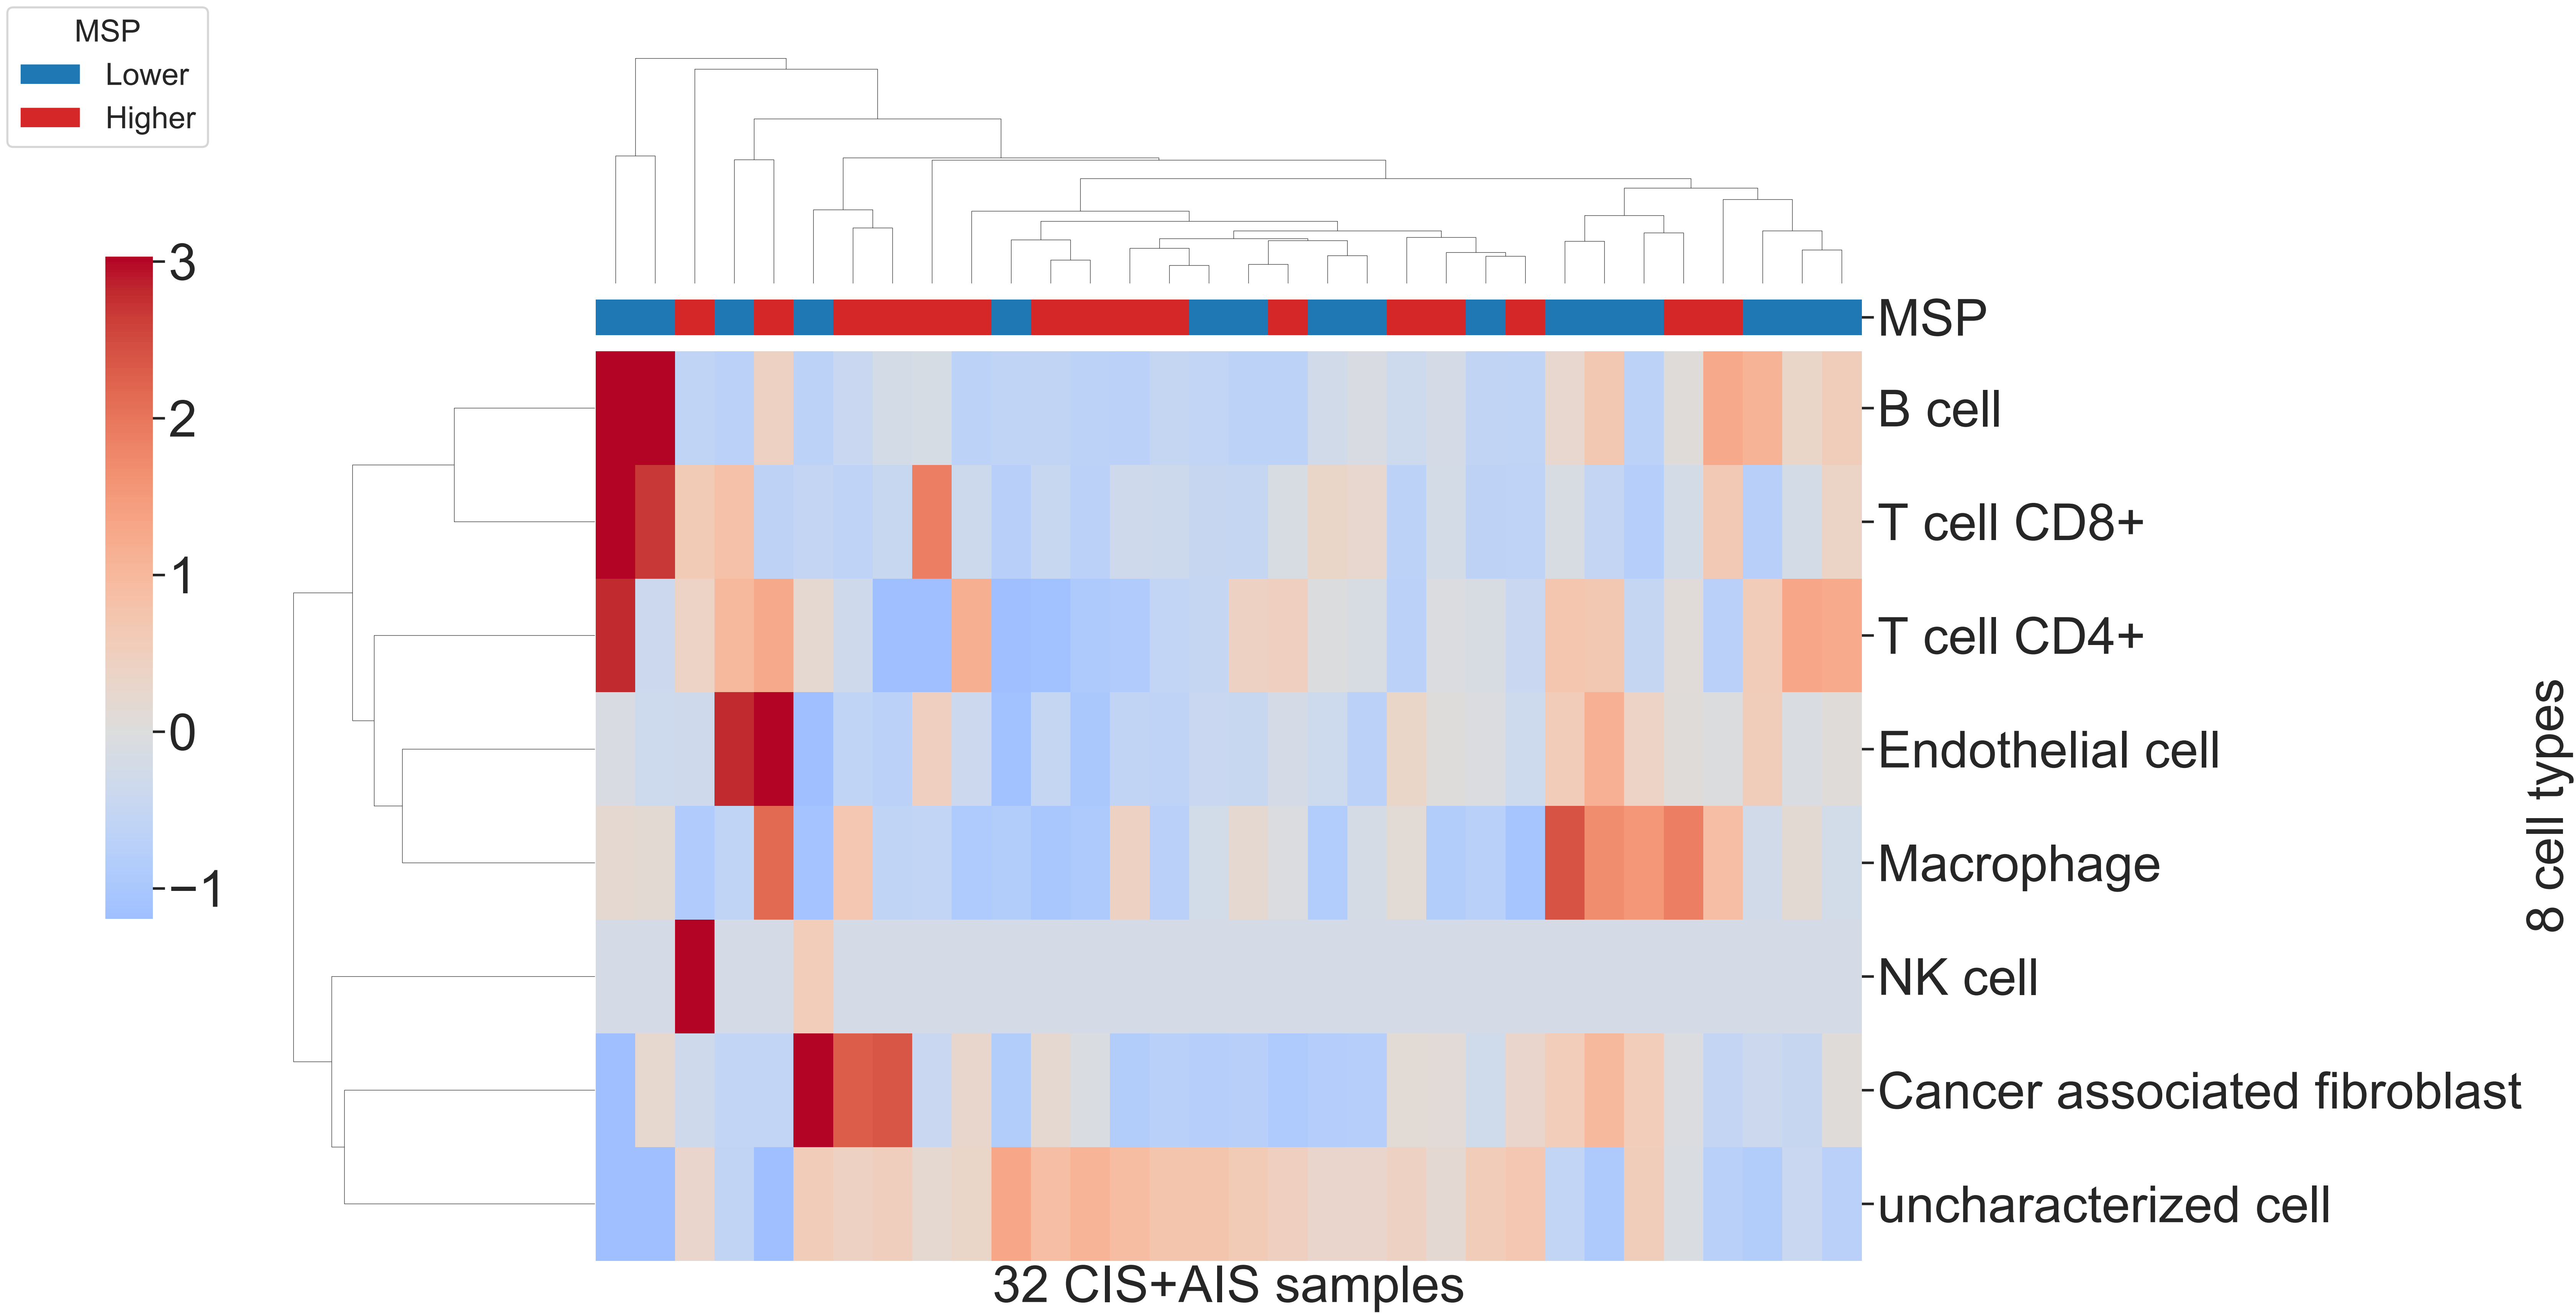 MSP
Lower
Higher
3
2
1
0
−1
MSP
B cell
T cell CD8+
T cell CD4+
Endothelial cell
Macrophage
NK cell
Cancer associated fibroblast
uncharacterized cell
8 cell types
32 CIS+AIS samples